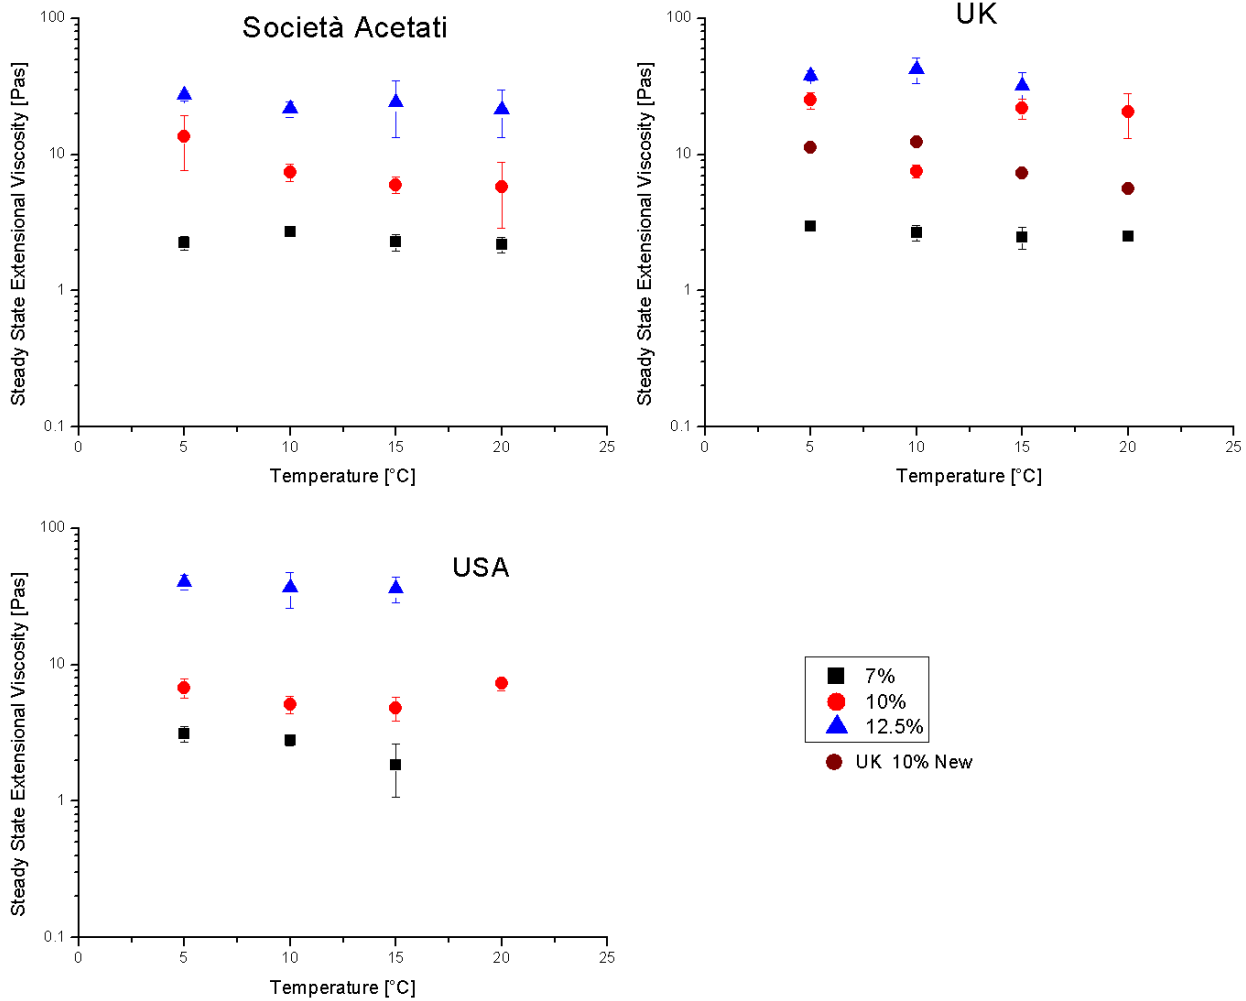 Società Acetati
Steady State Extensional Viscosity [Pas]
100
10
1
0.1
0 5 10 15 20 25
Temperature [°C]
UK
Steady State Extensional Viscosity [Pas]
100
10
1
0.1
0 5 10 15 20 25
Temperature [°C]
USA
Steady State Extensional Viscosity [Pas]
100
10
1
0.1
0 5 10 15 20 25
Temperature [°C]
7%
10%
12.5%
UK 10% New